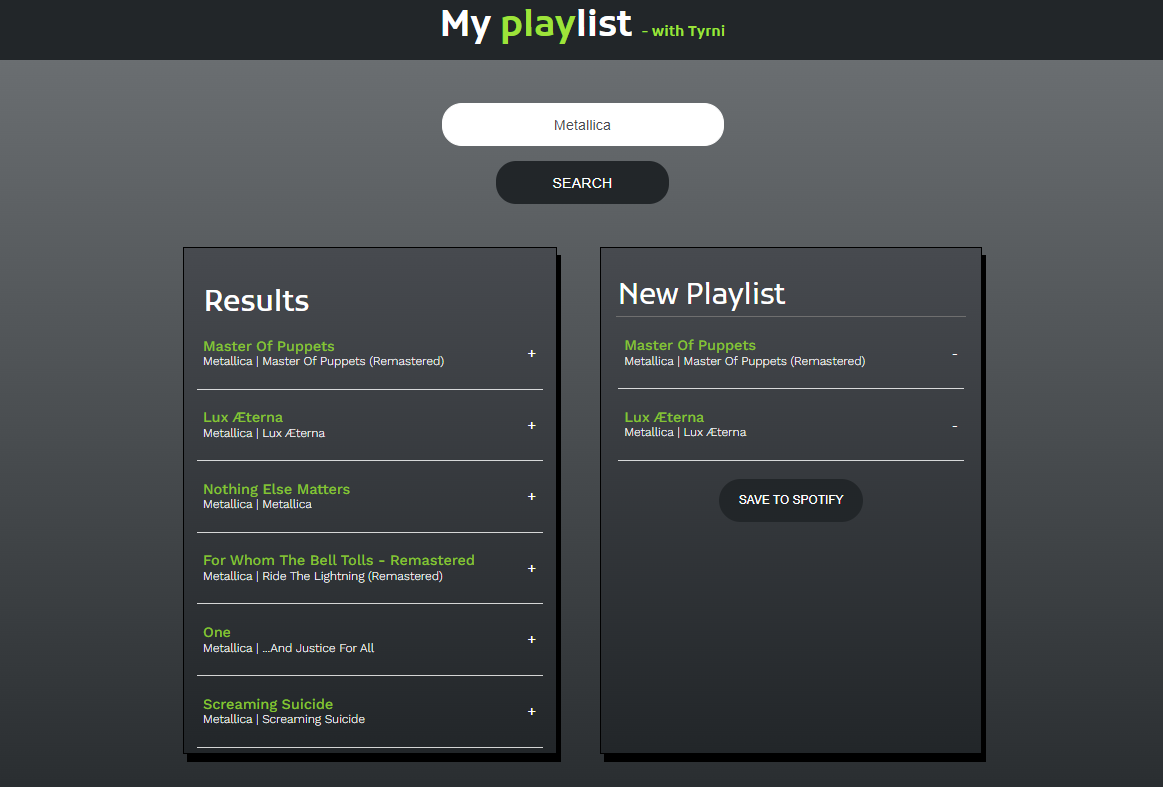 My playlist - with Tyrni
Metallica
SEARCH
Results
Master Of Puppets
Metallica | Master Of Puppets (Remastered)
+
Lux Æterna
Metallica | Lux Æterna
+
Nothing Else Matters
Metallica | Metallica
+
For Whom The Bell Tolls - Remastered
Metallica | Ride The Lightning (Remastered)
+
One
Metallica | ...And Justice For All
+
Screaming Suicide
Metallica | Screaming Suicide
+
New Playlist
Master Of Puppets
Metallica | Master Of Puppets (Remastered)
-
Lux Æterna
Metallica | Lux Æterna
-
SAVE TO SPOTIFY